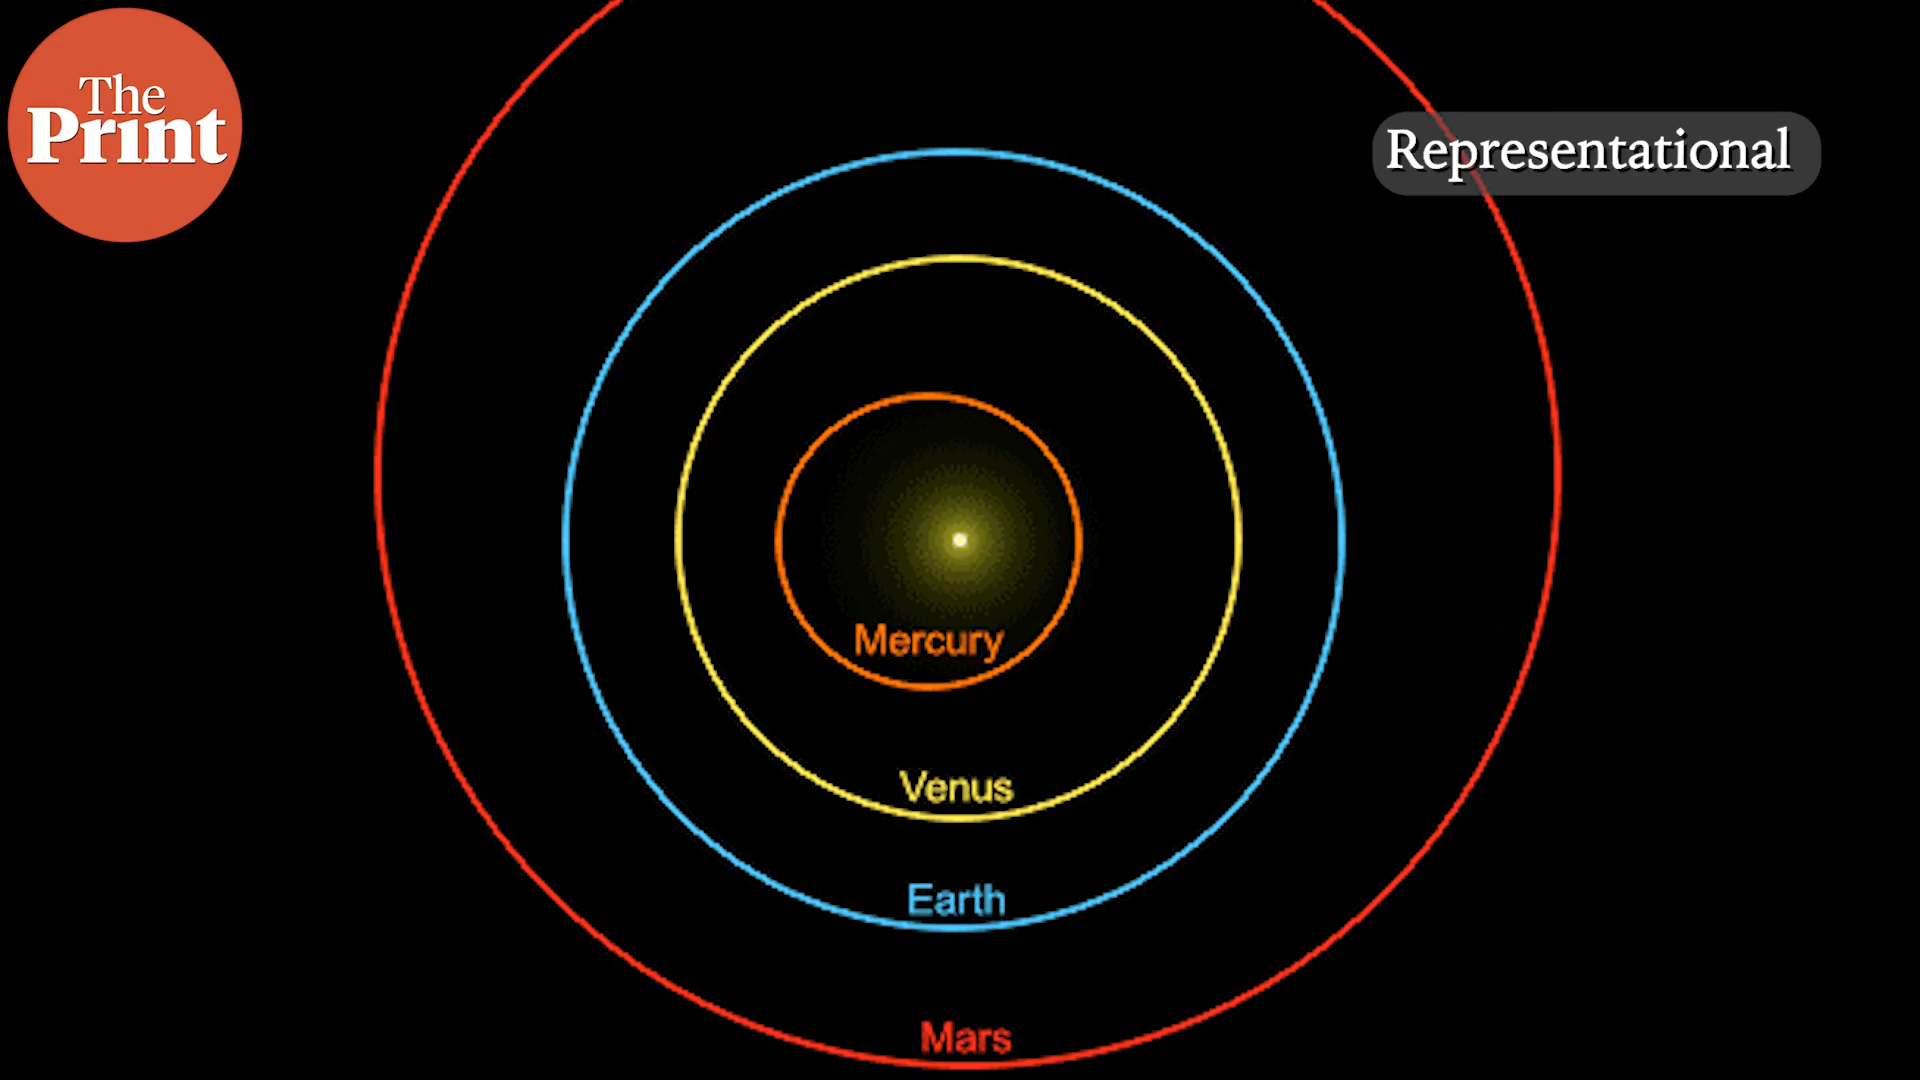 The
Print
Representational
Mercury
Venus
Earth
Mars